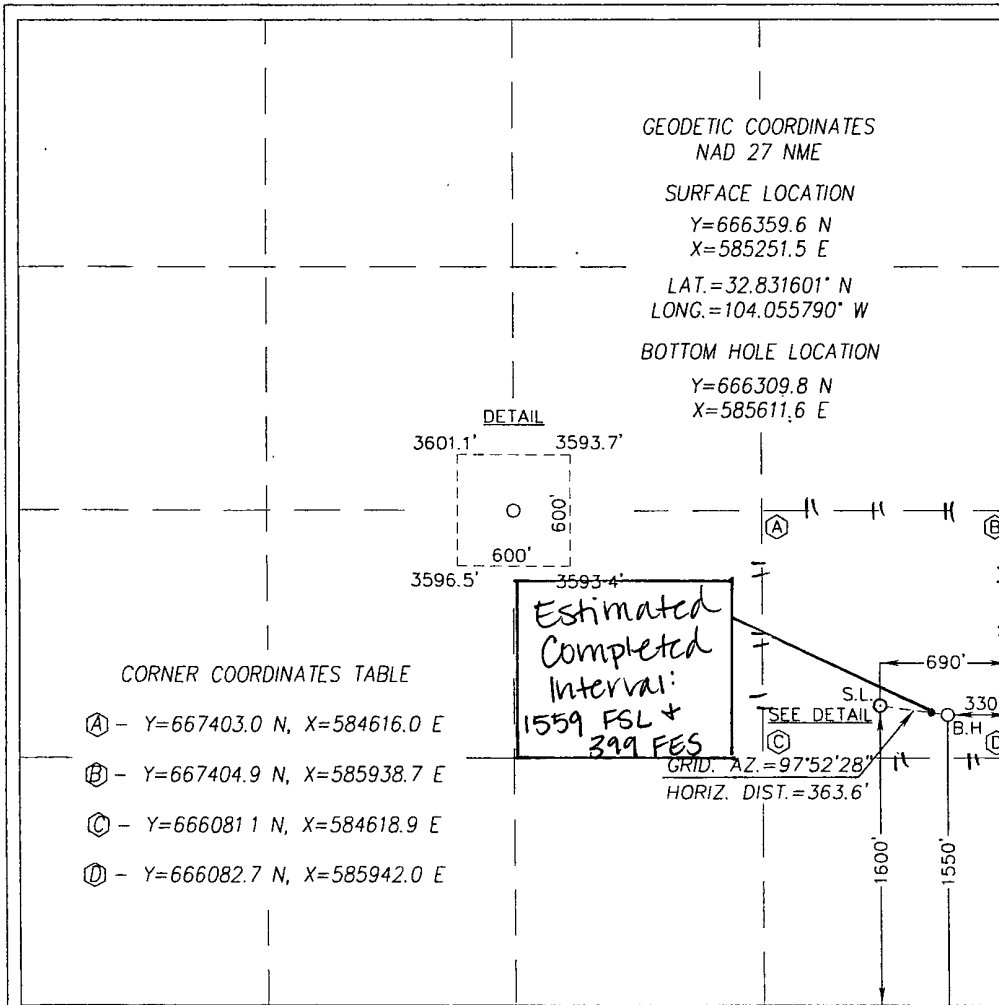 GEODETIC COORDINATES
NAD 27 NME
SURFACE LOCATION
Y=666359.6 N
X=585251.5 E
LAT.=32.831601° N
LONG.=104.055790° W
BOTTOM HOLE LOCATION
Y=666309.8 N
X=585611.6 E
DETAIL
3601.1' 3593.7'
600'
600'
3596.5' 3593.4'
A B
Estimated
Completed
Interval:
1559 FSL +
399 FES
690'
S.L.
330
SEE DETAIL
B.H
C D
GRID. AZ.=97°52'28"
HORIZ. DIST.=363.6'
1600'
1550'
CORNER COORDINATES TABLE
A - Y=667403.0 N, X=584616.0 E
B - Y=667404.9 N, X=585938.7 E
C - Y=666081 1 N, X=584618.9 E
D - Y=666082.7 N, X=585942.0 E